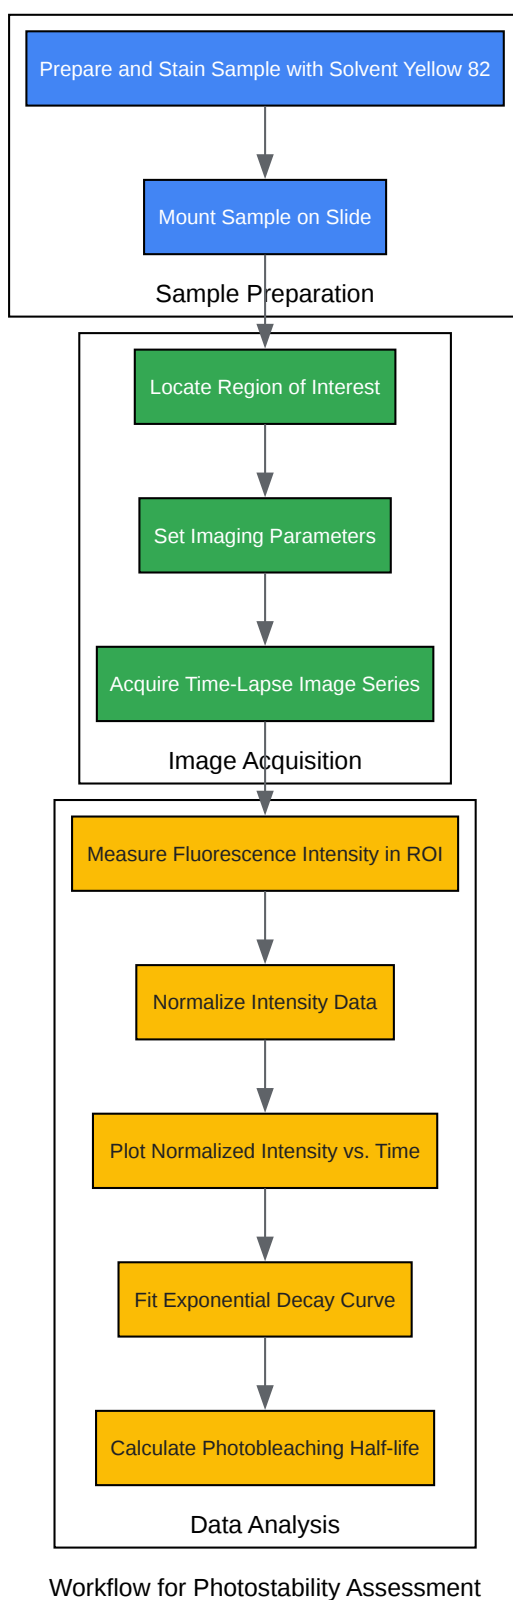 Prepare and Stain Sample with Solvent Yellow 82
Mount Sample on Slide
Sample Preparation
Locate Region of Interest
Set Imaging Parameters
Acquire Time-Lapse Image Series
Image Acquisition
Measure Fluorescence Intensity in ROI
Normalize Intensity Data
Plot Normalized Intensity vs. Time
Fit Exponential Decay Curve
Calculate Photobleaching Half-life
Data Analysis
Workflow for Photostability Assessment